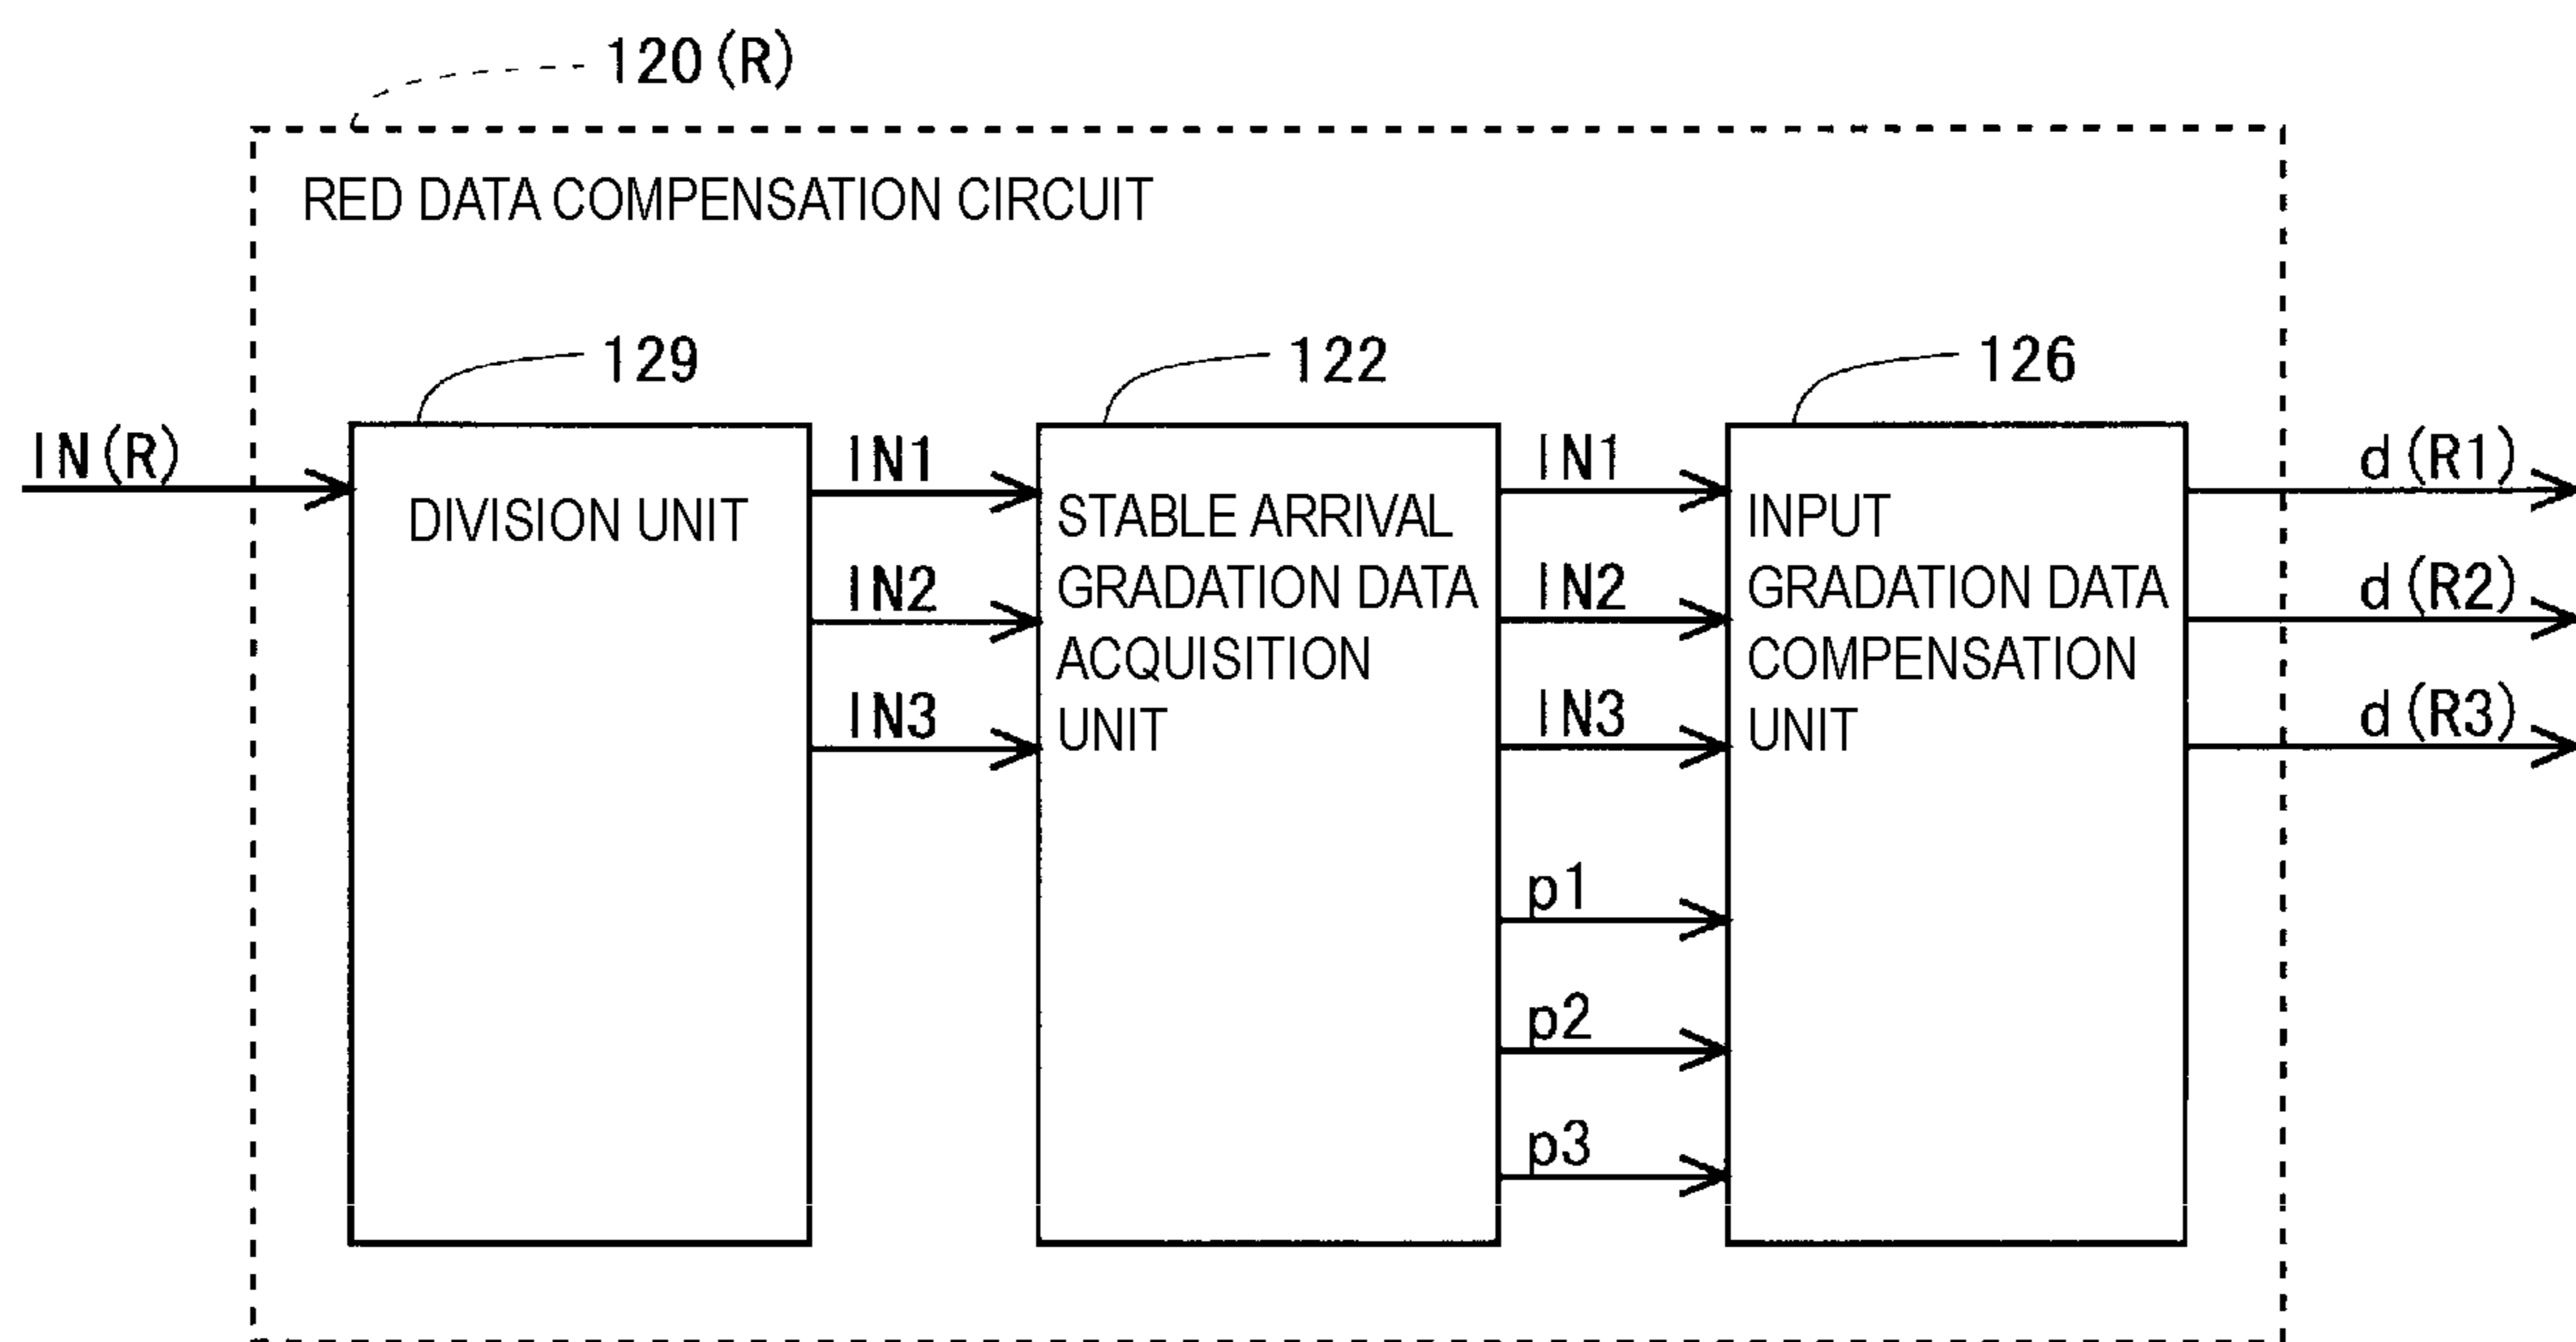 120(R)
RED DATA COMPENSATION CIRCUIT
129
122
126
IN(R)
IN1
IN1
d(R1)
DIVISION UNIT
STABLE ARRIVAL
GRADATION DATA
ACQUISITION
UNIT
INPUT
GRADATION DATA
COMPENSATION
UNIT
IN2
IN2
d(R2)
IN3
IN3
d(R3)
p1
p2
p3